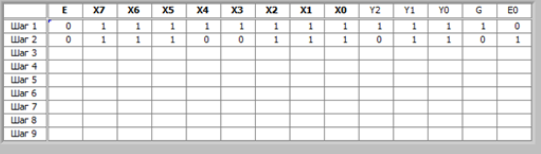 E X7 X6 X5 X4 X3 X2 X1 X0 Y2 Y1 Y0 G E0
Шаг 1 0 1 1 1 1 1 1 1 1 1 1 1 1 0
Шаг 2 0 1 1 1 0 0 1 1 1 0 1 1 0 1
Шаг 3
Шаг 4
Шаг 5
Шаг 6
Шаг 7
Шаг 8
Шаг 9